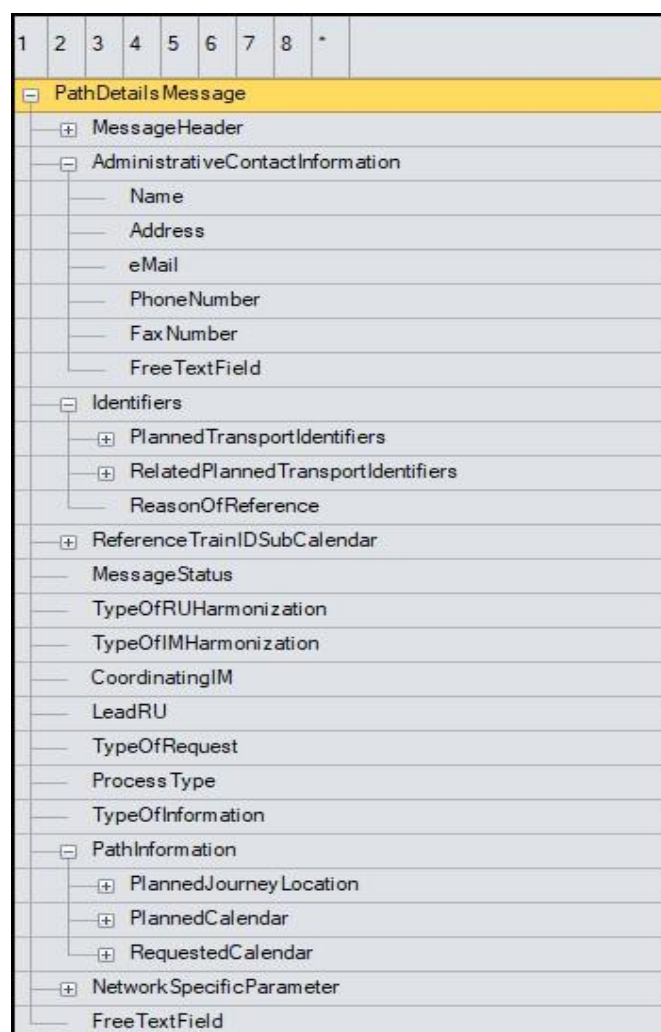 1 2 3 4 5 6 7 8 *
PathDetailsMessage
MessageHeader
AdministrativeContactInformation
Name
Address
eMail
PhoneNumber
FaxNumber
FreeTextField
Identifiers
PlannedTransportIdentifiers
RelatedPlannedTransportIdentifiers
ReasonOfReference
ReferenceTrainIDSubCalendar
MessageStatus
TypeOfRUHarmonization
TypeOfIMHarmonization
CoordinatingIM
LeadRU
TypeOfRequest
ProcessType
TypeOfInformation
PathInformation
PlannedJourneyLocation
PlannedCalendar
RequestedCalendar
NetworkSpecificParameter
FreeTextField